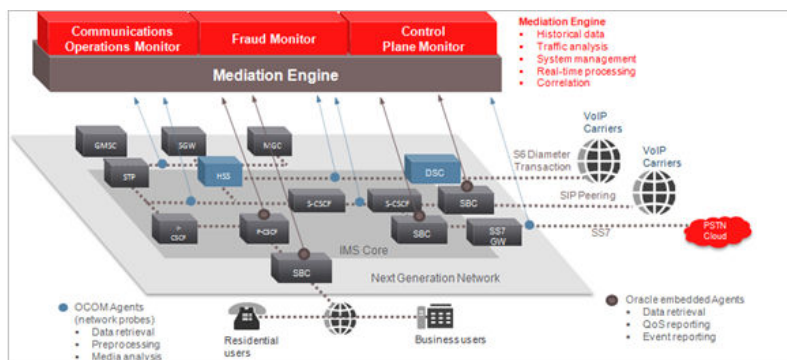 Communications
Operations Monitor
Fraud Monitor
Control
Plane Monitor
Mediation Engine
Mediation Engine
• Historical data
• Traffic analysis
• System management
• Real-time processing
• Correlation
VoIP
Carriers
VoIP
Carriers
GMSC
SGW
MGC
S6 Diameter
Transaction
STP
HSS
DSC
S-CSCF
S-CSCF
SBC
SIP Peering
CSCF
P-CSCF
SBC
SS7
GW
SS7
PSTN
Cloud
IMS Core
SBC
Next Generation Network
OCOM Agents
(network probes)
• Data retrieval
• Preprocessing
• Media analysis
Residential
users
Business users
Oracle embedded Agents
• Data retrieval
• QoS reporting
• Event reporting